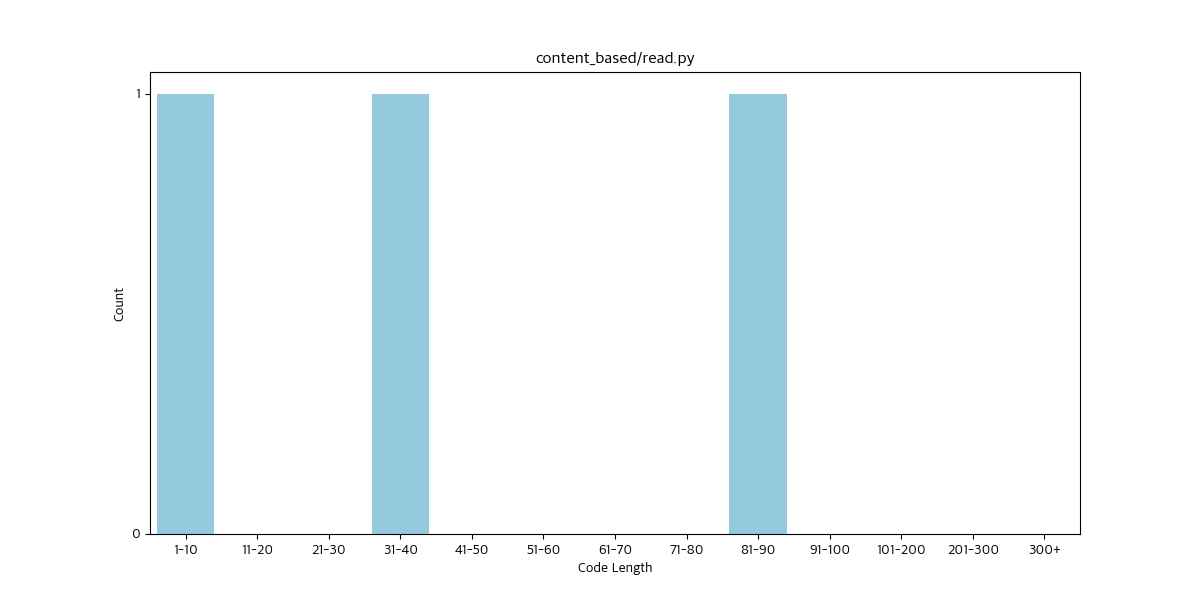 content_based/read.py
1
Count
0
1-10 11-20 21-30 31-40 41-50 51-60 61-70 71-80 81-90 91-100 101-200 201-300 300+
Code Length